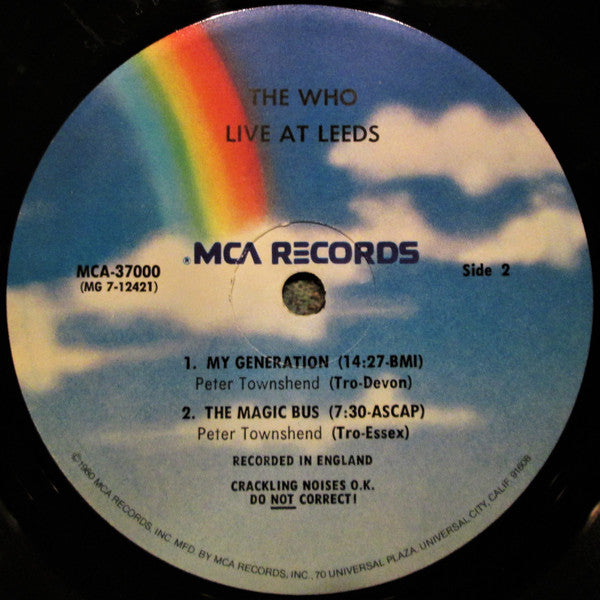 THE WHO
LIVE AT LEEDS
® MCA RECORDS
MCA-37000
(MG 7-12421)
Side 2
1. MY GENERATION (14:27-BMI)
Peter Townshend (Tro-Devon)
2. THE MAGIC BUS (7:30-ASCAP)
Peter Townshend (Tro-Essex)
RECORDED IN ENGLAND
CRACKLING NOISES O.K.
DO NOT CORRECT!
©1980 MCA RECORDS, INC. MFD. BY MCA RECORDS, INC., 70 UNIVERSAL PLAZA. UNIVERSAL CITY, CALIF. 91608